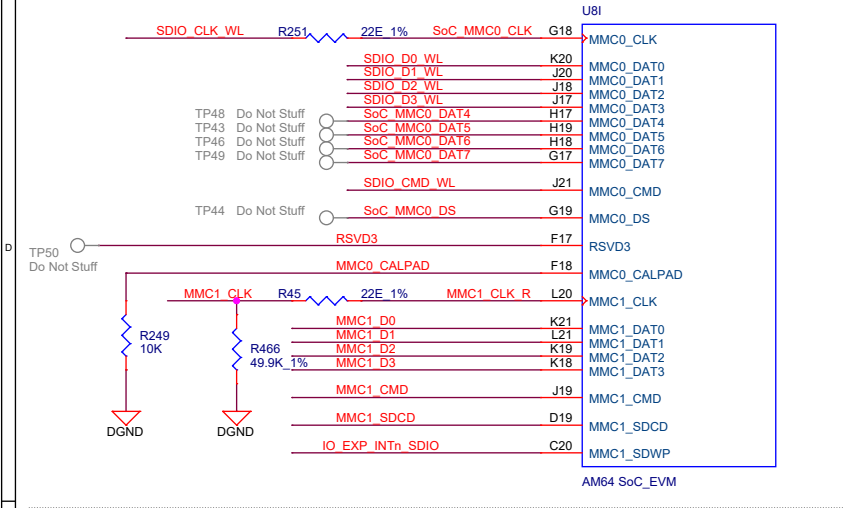 U8I
SDIO_CLK_WL R251 22E_1% SoC_MMC0_CLK G18 MMC0_CLK
SDIO_D0_WL K20 MMC0_DAT0
SDIO_D1_WL J20 MMC0_DAT1
SDIO_D2_WL J18 MMC0_DAT2
SDIO_D3_WL J17 MMC0_DAT3
TP48 Do Not Stuff SoC_MMC0_DAT4 H17 MMC0_DAT4
TP43 Do Not Stuff SoC_MMC0_DAT5 H19 MMC0_DAT5
TP46 Do Not Stuff SoC_MMC0_DAT6 H18 MMC0_DAT6
TP49 Do Not Stuff SoC_MMC0_DAT7 G17 MMC0_DAT7
SDIO_CMD_WL J21 MMC0_CMD
TP44 Do Not Stuff SoC_MMC0_DS G19 MMC0_DS
D TP50 RSVD3 F17 RSVD3
Do Not Stuff MMC0_CALPAD F18 MMC0_CALPAD
MMC1_CLK R45 22E_1% MMC1_CLK_R L20 MMC1_CLK
MMC1_D0 K21 MMC1_DAT0
R249 MMC1_D1 L21 MMC1_DAT1
10K R466 MMC1_D2 K19 MMC1_DAT2
49.9K_1% MMC1_D3 K18 MMC1_DAT3
MMC1_CMD J19 MMC1_CMD
DGND DGND MMC1_SDCD D19 MMC1_SDCD
IO_EXP_INTn_SDIO C20 MMC1_SDWP
AM64 SoC_EVM